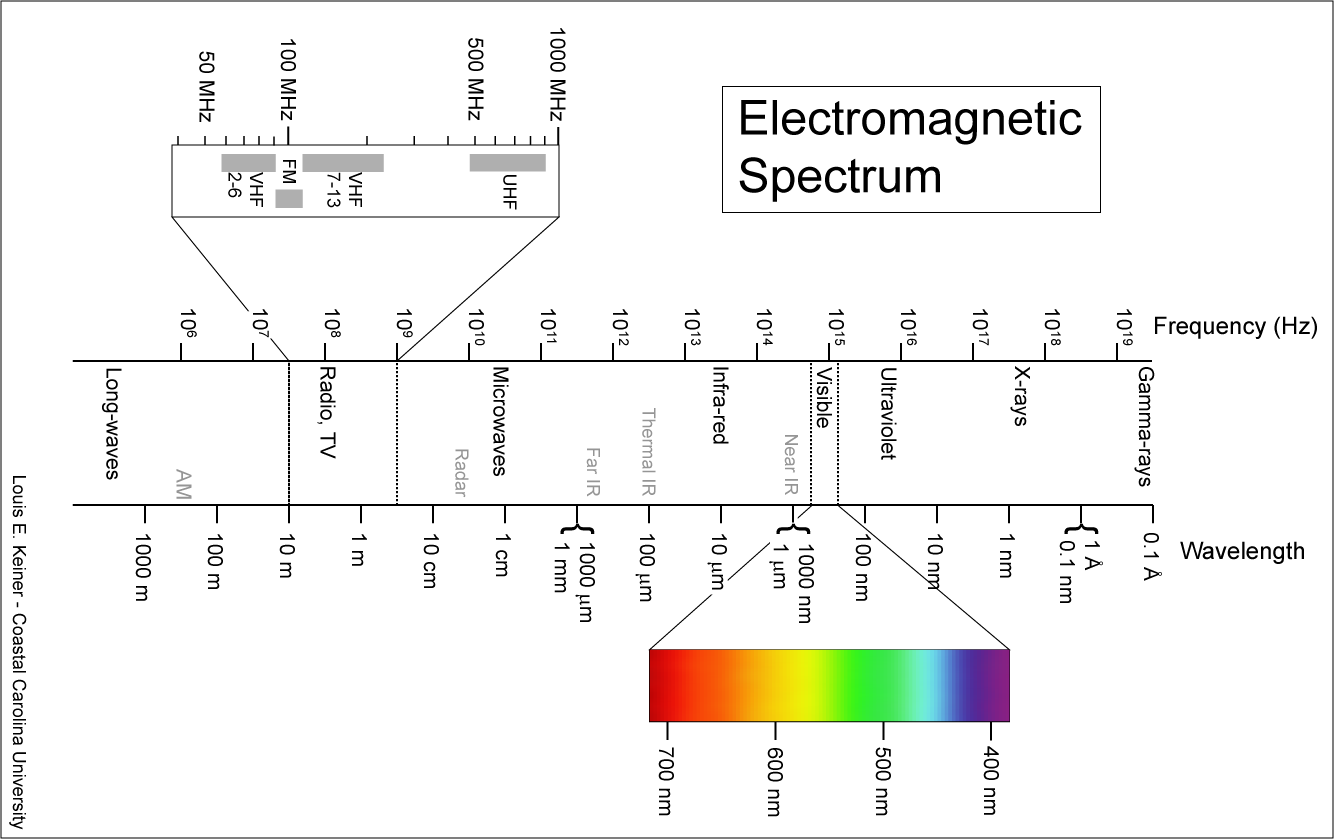 Electromagnetic
Spectrum
50 MHz
100 MHz
500 MHz
1000 MHz
VHF
2-6
FM
VHF
7-13
UHF
10⁶
10⁷
10⁸
10⁹
10¹⁰
10¹¹
10¹²
10¹³
10¹⁴
10¹⁵
10¹⁶
10¹⁷
10¹⁸
10¹⁹
Frequency (Hz)
Long-waves
Radio, TV
Microwaves
Infra-red
Visible
Ultraviolet
X-rays
Gamma-rays
AM
Radar
Far IR
Thermal IR
Near IR
1000 m
100 m
10 m
1 m
10 cm
1 cm
1000 µm
1 mm
100 µm
10 µm
1000 nm
1 µm
100 nm
10 nm
1 nm
1 Å
0.1 nm
0.1 Å
Wavelength
700 nm
600 nm
500 nm
400 nm
Louis E. Keiner - Coastal Carolina University